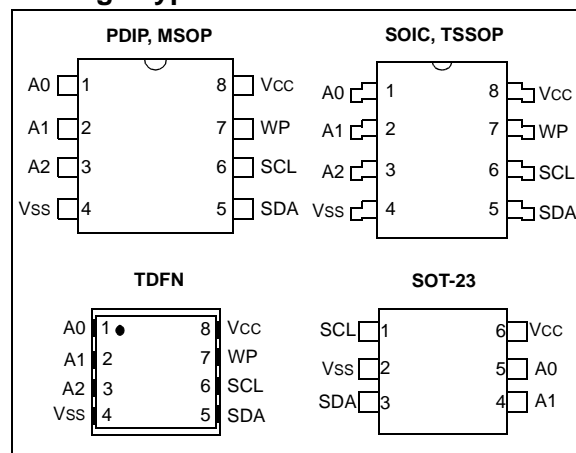 PDIP, MSOP
A0 1 8 VCC
A1 2 7 WP
A2 3 6 SCL
VSS 4 5 SDA
SOIC, TSSOP
A0 1 8 VCC
A1 2 7 WP
A2 3 6 SCL
VSS 4 5 SDA
TDFN
A0 1 8 VCC
A1 2 7 WP
A2 3 6 SCL
VSS 4 5 SDA
SOT-23
SCL 1 6 VCC
VSS 2 5 A0
SDA 3 4 A1